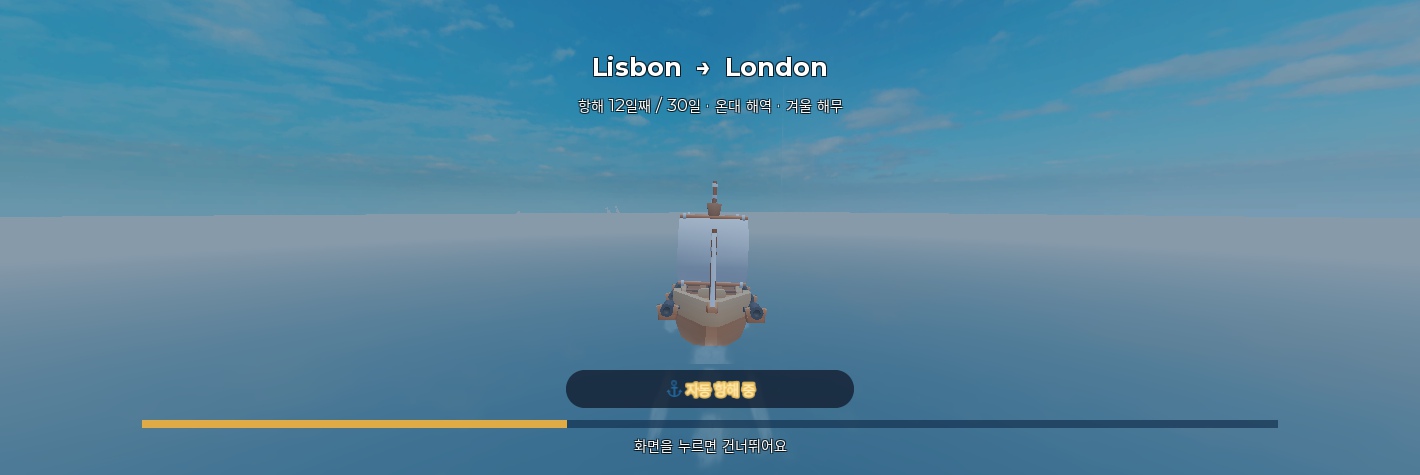 Lisbon → London
항해 12일째 / 30일 · 온대 해역 · 겨울 해무
⚓ 자동 항해 중
화면을 누르면 건너뛰어요